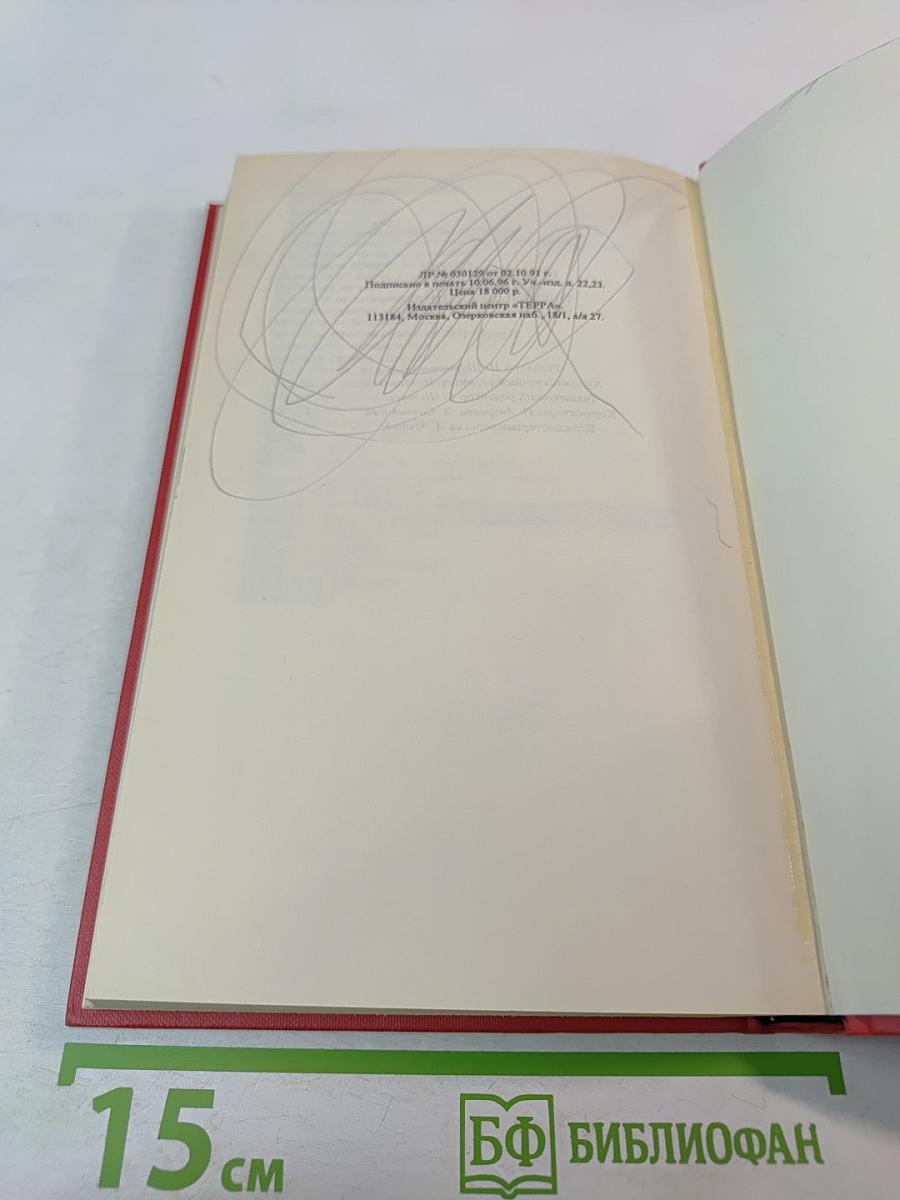 ЛР № 030129 от 02.10.91 г.
Подписано в печать 10.06.96 г. Уч.-изд. л. 22,23.
Цена 18 000 р.
Издательский центр «ТЕРРА».
113184, Москва, Озерковская наб., 18/1, а/я 27.
15 см
БФ БИБЛИОФАН